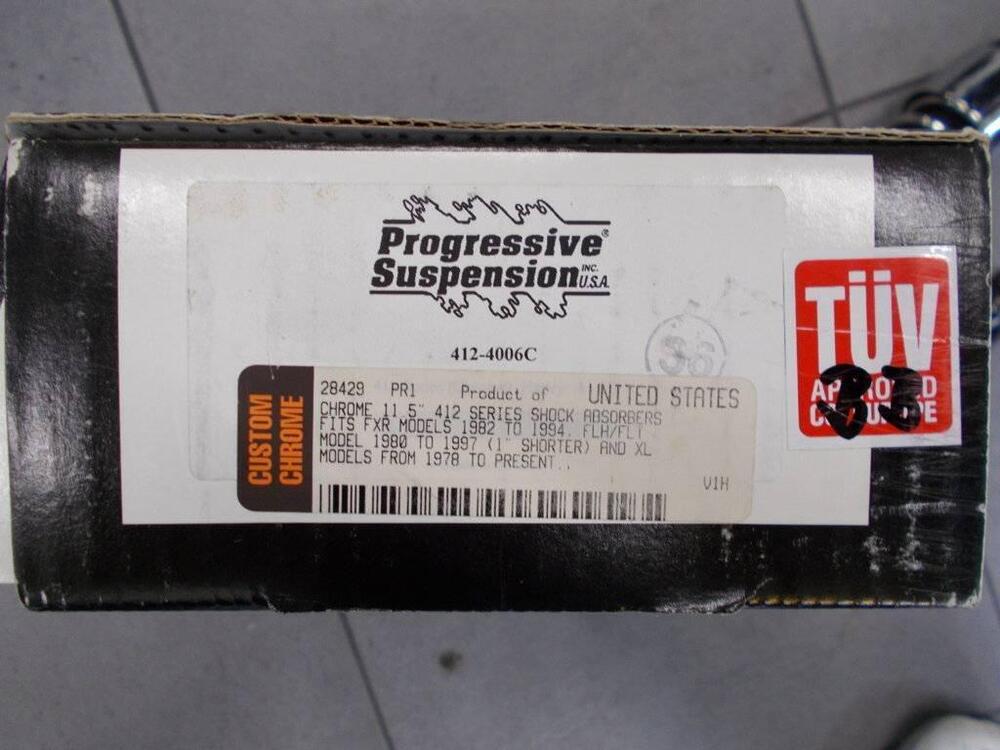 Progressive®
Suspension INC. U.S.A.
412-4006C
28429 PR1 Product of UNITED STATES
CHROME 11.5" 412 SERIES SHOCK ABSORBERS
FITS FXR MODELS 1982 TO 1994. FLH/FLT
MODEL 1980 TO 1997 (1" SHORTER) AND XL
MODELS FROM 1978 TO PRESENT..
V1H
CUSTOM
CHROME
TÜV
33